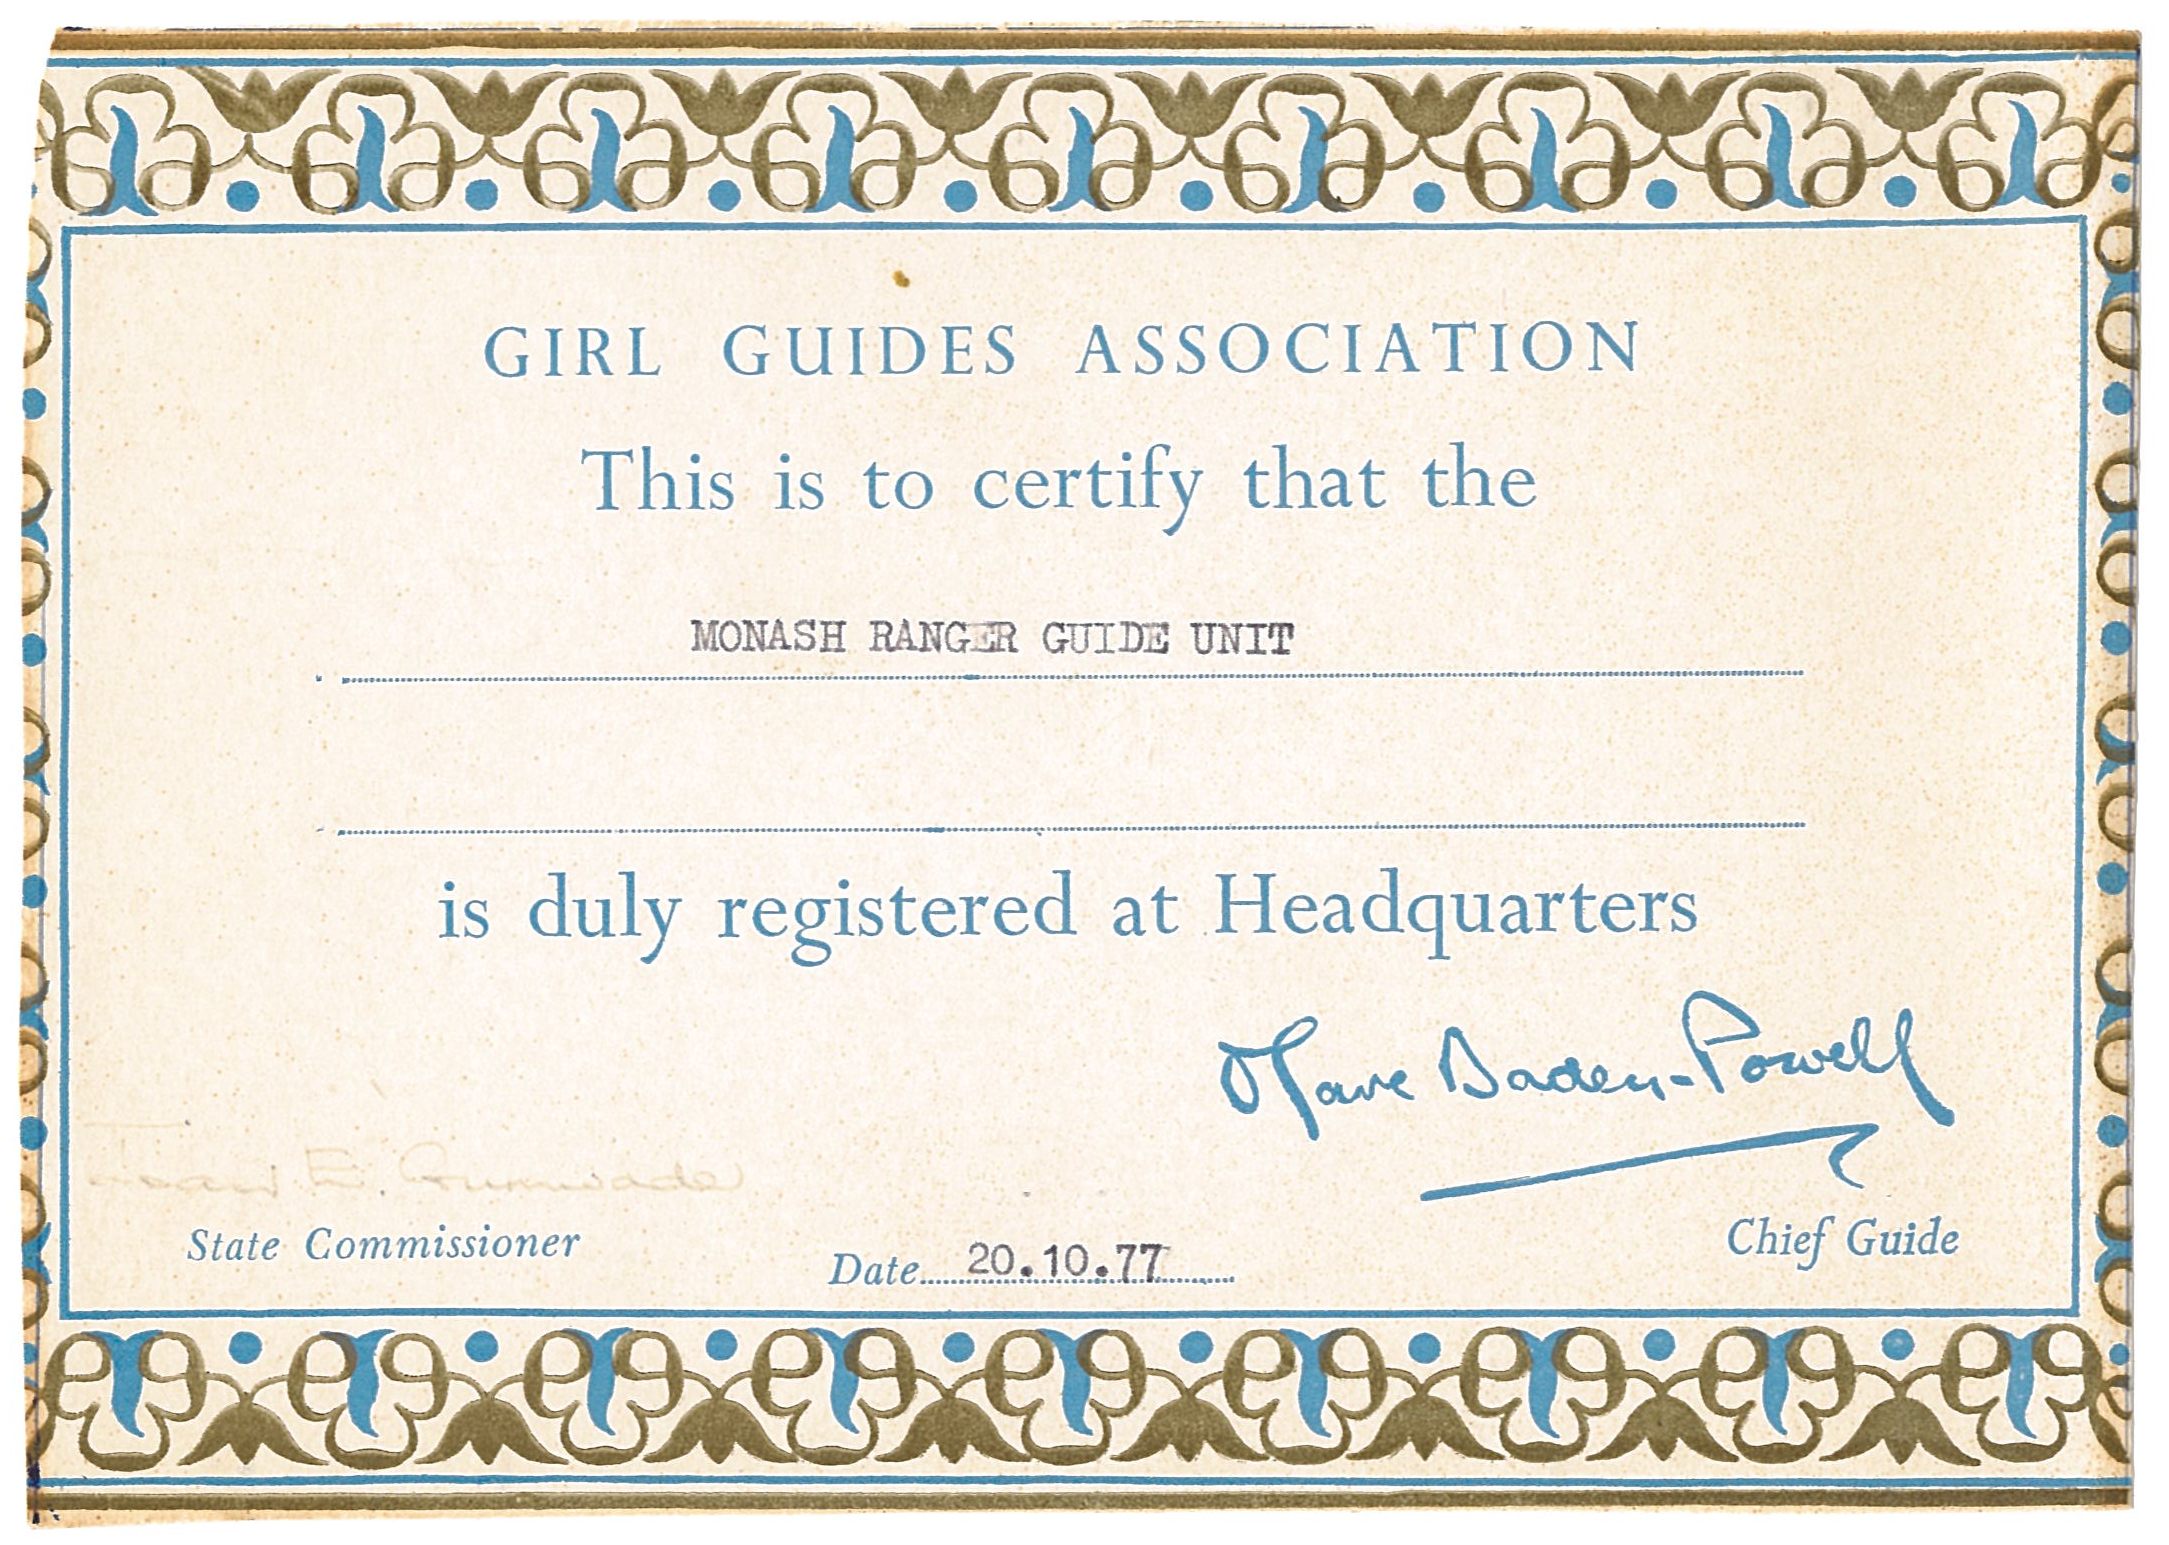 GIRL GUIDES ASSOCIATION
This is to certify that the
MONASH RANGER GUIDE UNIT
is duly registered at Headquarters
Olave Baden-Powell
E.
State Commissioner
Date 20.10.77
Chief Guide